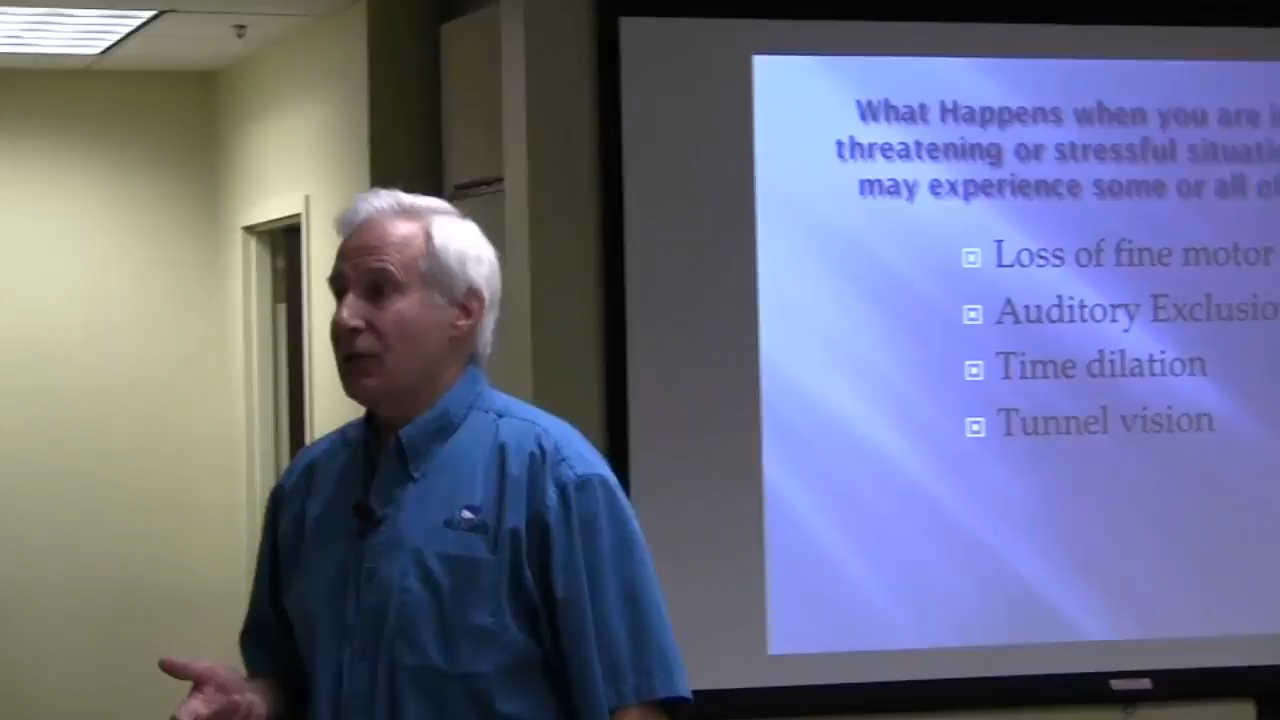 What Happens when you are
threatening or stressful
may experience some or all
Loss of fine motor
Auditory
Time dilation
Tunnel vision